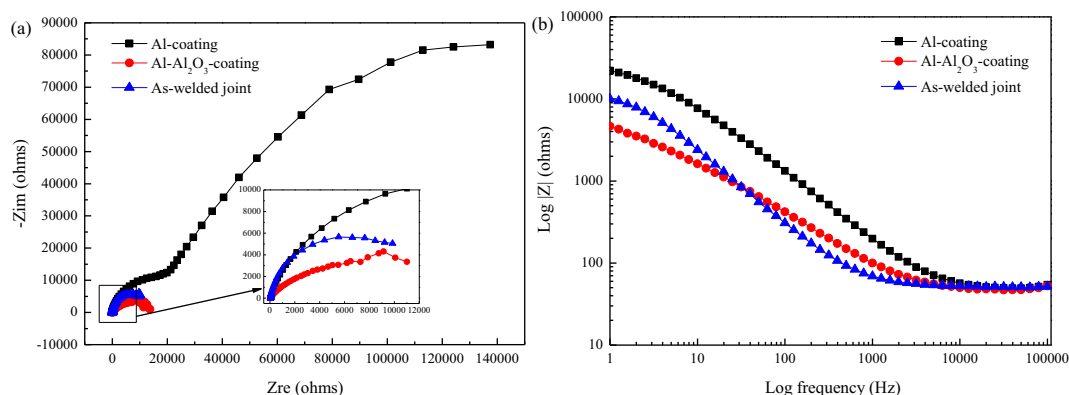 (a)
90000
80000
70000
60000
50000
40000
30000
20000
10000
0
-10000
-Zim (ohms)
Al-coating
Al-Al₂O₃-coating
As-welded joint
10000
8000
6000
4000
2000
0
0 2000 4000 6000 8000 10000 12000
0 20000 40000 60000 80000 100000 120000 140000
Zre (ohms)
(b)
100000
10000
1000
100
10
Log |Z| (ohms)
Al-coating
Al-Al₂O₃-coating
As-welded joint
1 10 100 1000 10000 100000
Log frequency (Hz)